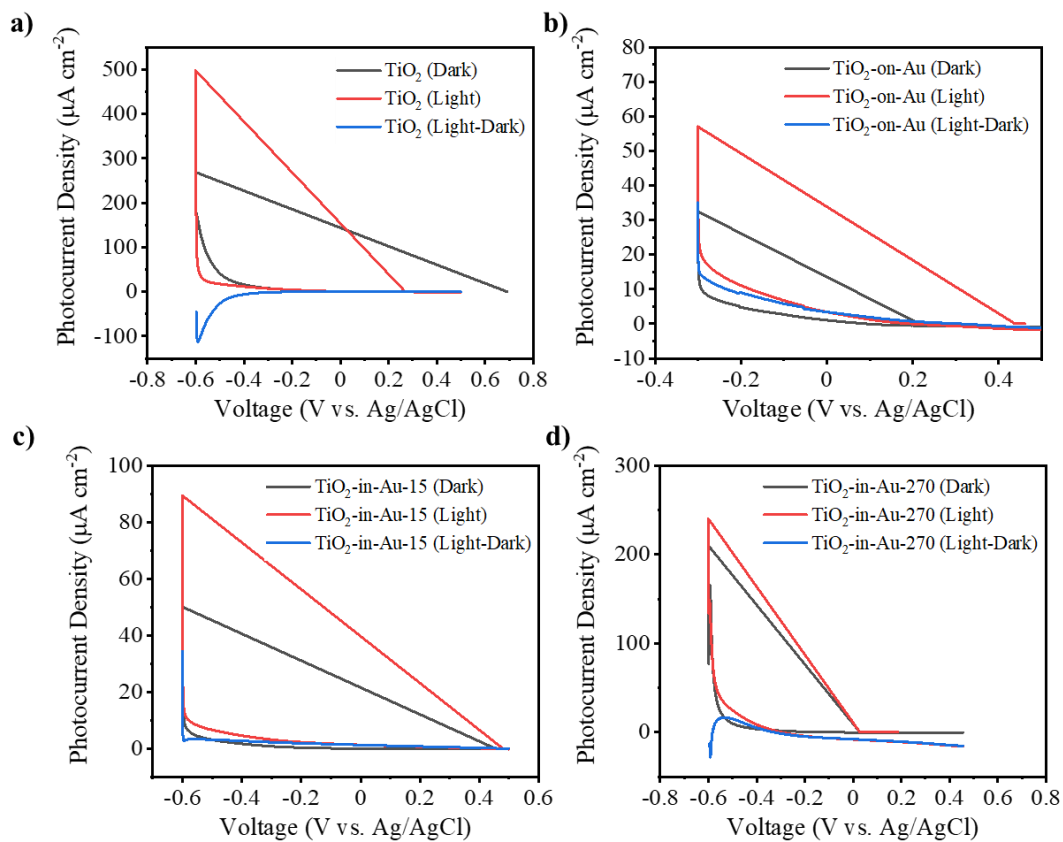 a)
Photocurrent Density (µA cm⁻²)
500
400
300
200
100
0
-100
TiO₂ (Dark)
TiO₂ (Light)
TiO₂ (Light-Dark)
-0.8 -0.6 -0.4 -0.2 0 0.2 0.4 0.6 0.8
Voltage (V vs. Ag/AgCl)
b)
Photocurrent Density (µA cm⁻²)
80
70
60
50
40
30
20
10
0
-10
TiO₂-on-Au (Dark)
TiO₂-on-Au (Light)
TiO₂-on-Au (Light-Dark)
-0.4 -0.2 0 0.2 0.4
Voltage (V vs. Ag/AgCl)
c)
Photocurrent Density (µA cm⁻²)
100
80
60
40
20
0
TiO₂-in-Au-15 (Dark)
TiO₂-in-Au-15 (Light)
TiO₂-in-Au-15 (Light-Dark)
-0.6 -0.4 -0.2 0 0.2 0.4 0.6
Voltage (V vs. Ag/AgCl)
d)
Photocurrent Density (µA cm⁻²)
300
200
100
0
TiO₂-in-Au-270 (Dark)
TiO₂-in-Au-270 (Light)
TiO₂-in-Au-270 (Light-Dark)
-0.8 -0.6 -0.4 -0.2 0 0.2 0.4 0.6 0.8
Voltage (V vs. Ag/AgCl)